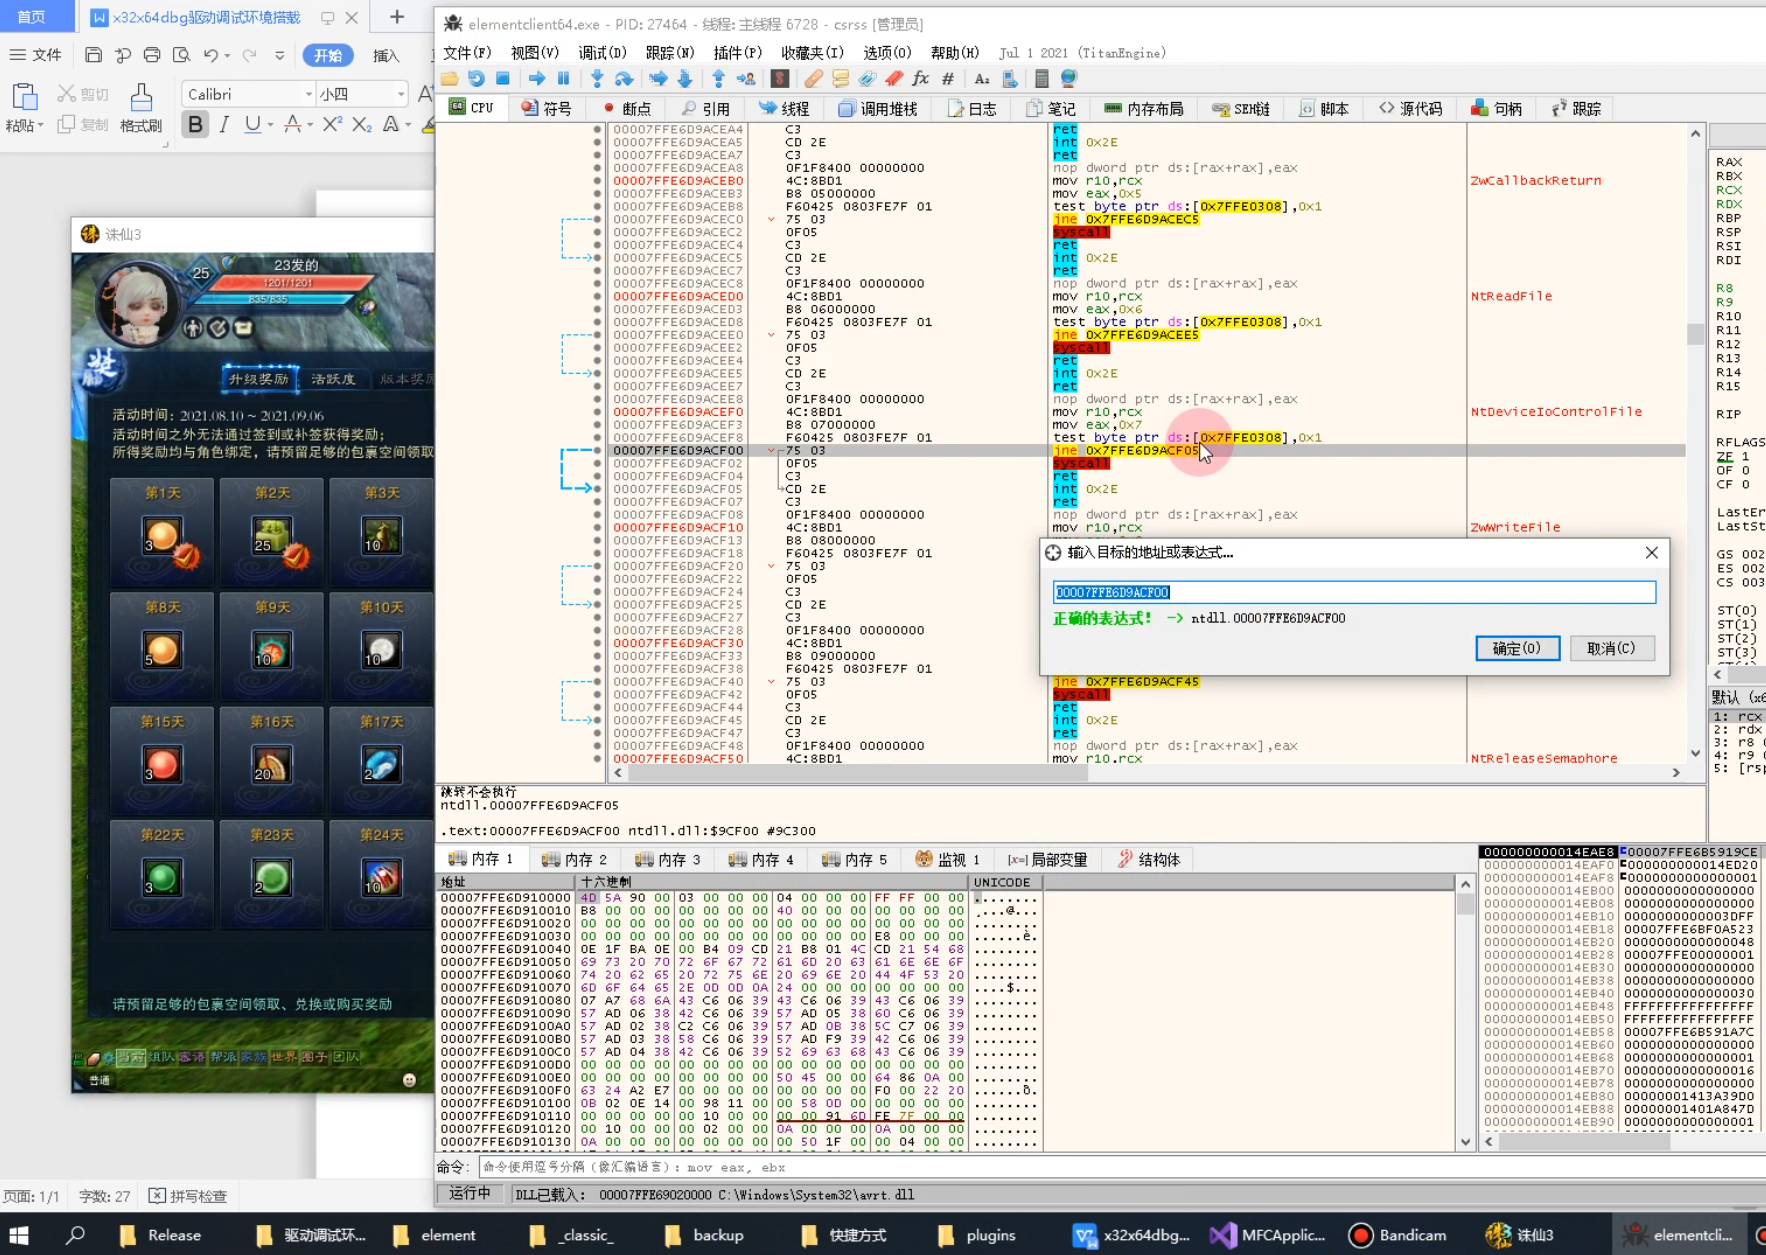 首页
x32x64dbg驱动调试环境搭载
文件
开始
插入
粘贴
剪切
复制
格式刷
Calibri
小四
诛仙3
25
23发的
1201/1201
835/835
升级奖励 活跃度
活动时间：2021.08.10 ~ 2021.09.06
活动时间之外无法通过签到或补签获得奖励；
所得奖励均与角色绑定，请预留足够的包裹空间领取
第1天 第2天 第3天
3 25 10
第8天 第9天 第10天
5 10 10
第15天 第16天 第17天
3 20 2
第22天 第23天 第24天
3 2 10
请预留足够的包裹空间领取、兑换或购买奖励
普通
页面: 1/1 字数: 27 拼写检查
elementclient64.exe - PID: 27464 - 线程: 主线程 6728 - csrss [管理员]
文件(F) 视图(V) 调试(D) 跟踪(N) 插件(P) 收藏夹(I) 选项(O) 帮助(H) Jul 1 2021 (TitanEngine)
CPU 符号 断点 引用 线程 调用堆栈 日志 笔记 内存布局 SEH链 脚本 源代码 句柄 跟踪
00007FFE6D9ACEA4 C3 ret
00007FFE6D9ACEA5 CD 2E int 0x2E
00007FFE6D9ACEA7 C3 ret
00007FFE6D9ACEA8 0F1F8400 00000000 nop dword ptr ds:[rax+rax],eax
00007FFE6D9ACEB0 4C:8BD1 mov r10,rcx ZwCallbackReturn
00007FFE6D9ACEB3 B8 05000000 mov eax,0x5
00007FFE6D9ACEB8 F60425 0803FE7F 01 test byte ptr ds:[0x7FFE0308],0x1
00007FFE6D9ACEC0 75 03 jne 0x7FFE6D9ACEC5
00007FFE6D9ACEC2 0F05 syscall
00007FFE6D9ACEC4 C3 ret
00007FFE6D9ACEC5 CD 2E int 0x2E
00007FFE6D9ACEC7 C3 ret
00007FFE6D9ACEC8 0F1F8400 00000000 nop dword ptr ds:[rax+rax],eax
00007FFE6D9ACED0 4C:8BD1 mov r10,rcx NtReadFile
00007FFE6D9ACED3 B8 06000000 mov eax,0x6
00007FFE6D9ACED8 F60425 0803FE7F 01 test byte ptr ds:[0x7FFE0308],0x1
00007FFE6D9ACEE0 75 03 jne 0x7FFE6D9ACEE5
00007FFE6D9ACEE2 0F05 syscall
00007FFE6D9ACEE4 C3 ret
00007FFE6D9ACEE5 CD 2E int 0x2E
00007FFE6D9ACEE7 C3 ret
00007FFE6D9ACEE8 0F1F8400 00000000 nop dword ptr ds:[rax+rax],eax
00007FFE6D9ACEF0 4C:8BD1 mov r10,rcx NtDeviceIoControlFile
00007FFE6D9ACEF3 B8 07000000 mov eax,0x7
00007FFE6D9ACEF8 F60425 0803FE7F 01 test byte ptr ds:[0x7FFE0308],0x1
00007FFE6D9ACF00 75 03 jne 0x7FFE6D9ACF05
00007FFE6D9ACF02 0F05 syscall
00007FFE6D9ACF04 C3 ret
00007FFE6D9ACF05 CD 2E int 0x2E
00007FFE6D9ACF07 C3 ret
00007FFE6D9ACF08 0F1F8400 00000000 nop dword ptr ds:[rax+rax],eax
00007FFE6D9ACF10 4C:8BD1 mov r10,rcx ZwWriteFile
00007FFE6D9ACF13 B8 08000000
00007FFE6D9ACF18 F60425 0803FE7F 01
00007FFE6D9ACF20 75 03
00007FFE6D9ACF22 0F05
00007FFE6D9ACF24 C3
00007FFE6D9ACF25 CD 2E
00007FFE6D9ACF27 C3
00007FFE6D9ACF28 0F1F8400 00000000
00007FFE6D9ACF30 4C:8BD1
00007FFE6D9ACF33 B8 09000000
00007FFE6D9ACF38 F60425 0803FE7F 01
00007FFE6D9ACF40 75 03 jne 0x7FFE6D9ACF45
00007FFE6D9ACF42 0F05 syscall
00007FFE6D9ACF44 C3 ret
00007FFE6D9ACF45 CD 2E int 0x2E
00007FFE6D9ACF47 C3 ret
00007FFE6D9ACF48 0F1F8400 00000000 nop dword ptr ds:[rax+rax],eax
00007FFE6D9ACF50 4C:8BD1 mov r10,rcx NtReleaseSemaphore
输入目标的地址或表达式...
00007FFE6D9ACF00
正确的表达式！ -> ntdll.00007FFE6D9ACF00
确定(O) 取消(C)
RAX
RBX
RCX
RDX
RBP
RSP
RSI
RDI
R8
R9
R10
R11
R12
R13
R14
R15
RIP
RFLAGS
ZF 1
OF 0
CF 0
LastEr
LastSt
GS 002
ES 002
CS 003
ST(0)
ST(1)
ST(2)
ST(3)
默认 (x6
1: rcx
2: rdx
3: r8
4: r9
5: [rsp
跳转不会执行
ntdll.00007FFE6D9ACF05
.text:00007FFE6D9ACF00 ntdll.dll:$9CF00 #9C300
内存 1 内存 2 内存 3 内存 4 内存 5 监视 1 局部变量 结构体
地址 十六进制 UNICODE
00007FFE6D910000 4D 5A 90 00 03 00 00 00 04 00 00 00 FF FF 00 00
00007FFE6D910010 B8 00 00 00 00 00 00 00 40 00 00 00 00 00 00 00
00007FFE6D910020 00 00 00 00 00 00 00 00 00 00 00 00 00 00 00 00
00007FFE6D910030 00 00 00 00 00 00 00 00 00 00 00 00 E8 00 00 00
00007FFE6D910040 0E 1F BA 0E 00 B4 09 CD 21 B8 01 4C CD 21 54 68
00007FFE6D910050 69 73 20 70 72 6F 67 72 61 6D 20 63 61 6E 6E 6F
00007FFE6D910060 74 20 62 65 20 72 75 6E 20 69 6E 20 44 4F 53 20
00007FFE6D910070 6D 6F 64 65 2E 0D 0D 0A 24 00 00 00 00 00 00 00
00007FFE6D910080 07 A7 68 6A 43 C6 06 39 43 C6 06 39 43 C6 06 39
00007FFE6D910090 57 AD 06 38 42 C6 06 39 57 AD 05 38 60 C6 06 39
00007FFE6D9100A0 57 AD 02 38 C2 C6 06 39 57 AD 0B 38 5C C7 06 39
00007FFE6D9100B0 57 AD 03 38 58 C6 06 39 57 AD F9 39 42 C6 06 39
00007FFE6D9100C0 57 AD 04 38 42 C6 06 39 52 69 63 68 43 C6 06 39
00007FFE6D9100D0 00 00 00 00 00 00 00 00 00 00 00 00 00 00 00 00
00007FFE6D9100E0 00 00 00 00 00 00 00 00 50 45 00 00 64 86 0A 00
00007FFE6D9100F0 63 24 A2 E7 00 00 00 00 00 00 00 00 F0 00 22 20
00007FFE6D910100 0B 02 0E 14 00 98 11 00 00 58 0D 00 00 00 00 00
00007FFE6D910110 00 00 00 00 00 10 00 00 00 00 91 6D FE 7F 00 00
00007FFE6D910120 00 10 00 00 00 02 00 00 0A 00 00 00 0A 00 00 00
00007FFE6D910130 0A 00 00 00 00 00 00 00 00 50 1F 00 00 04 00 00
000000000014EAE8 00007FFE6B5919CE
000000000014EAF0 000000000014ED20
000000000014EAF8 0000000000000001
000000000014EB00 0000000000000000
000000000014EB08 0000000000000000
000000000014EB10 0000000000003DFF
000000000014EB18 00007FFE6BF0A523
000000000014EB20 0000000000000048
000000000014EB28 00007FFE00000001
000000000014EB30 0000000000000000
000000000014EB38 0000000000000000
000000000014EB40 0000000000000030
000000000014EB48 FFFFFFFFFFFFFFFF
000000000014EB50 FFFFFFFFFFFFFFFF
000000000014EB58 00007FFE6B591A7C
000000000014EB60 0000000000000000
000000000014EB68 0000000000000001
000000000014EB70 0000000000000016
000000000014EB78 0000000000000000
000000000014EB80 00000001413A39D0
000000000014EB88 00000001401A847D
000000000014EB90 0000000000000001
命令: 命令使用逗号分隔（像汇编语言）: mov eax, ebx
运行中 DLL已载入: 00007FFE69020000 C:\Windows\System32\avrt.dll
Release 驱动调试环... element _classic_ backup 快捷方式 plugins x32x64dbg... MFCApplic... Bandicam 诛仙3 elementcli...